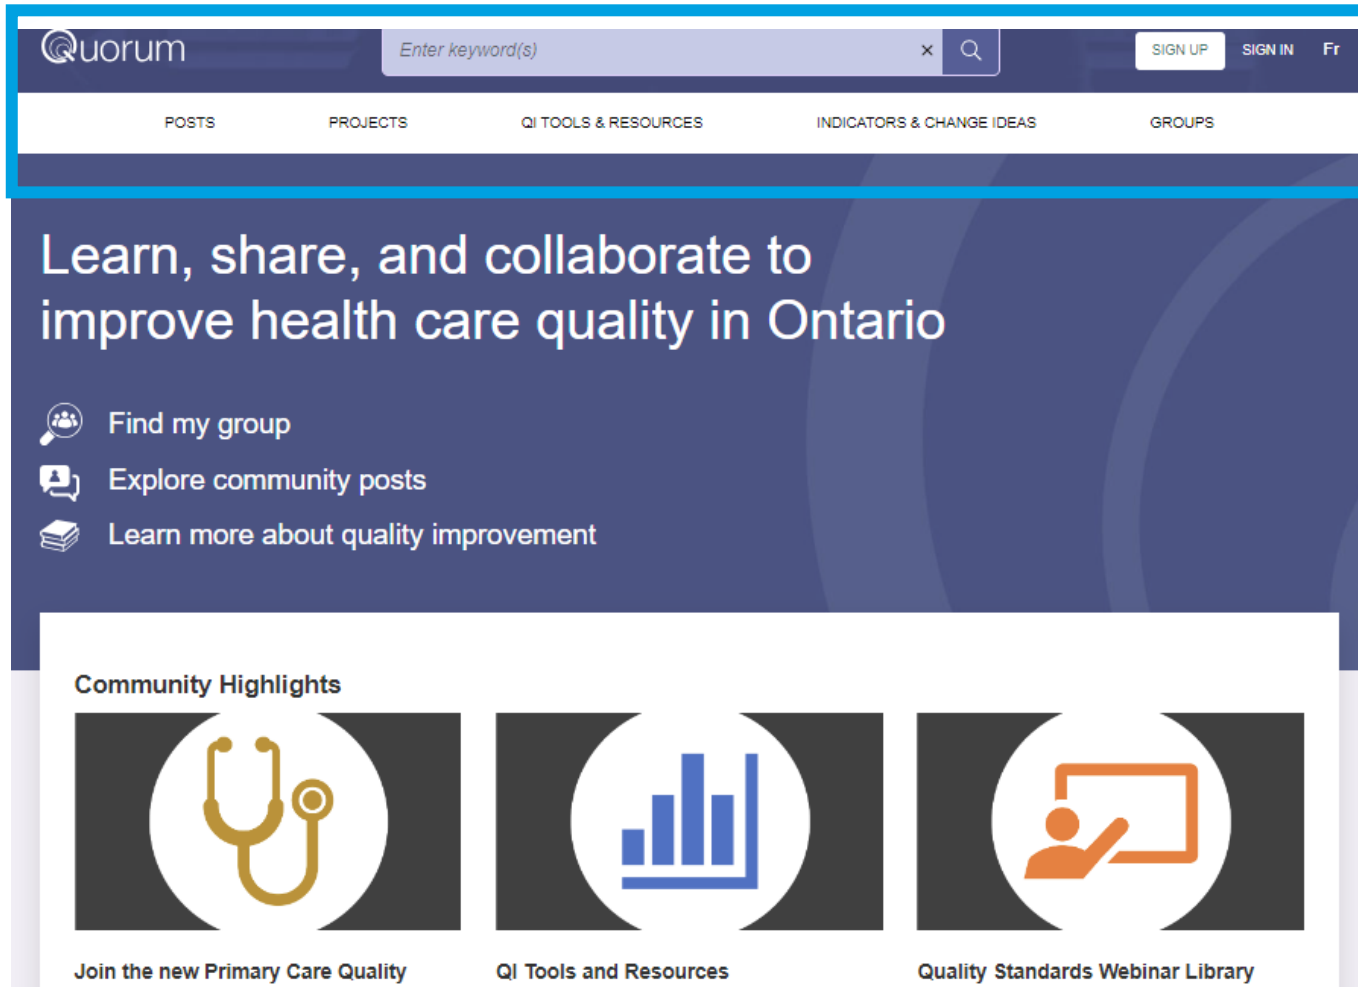 Quorum
Enter keyword(s)
SIGN UP
SIGN IN
Fr
POSTS
PROJECTS
QI TOOLS & RESOURCES
INDICATORS & CHANGE IDEAS
GROUPS
Learn, share, and collaborate to
improve health care quality in Ontario
Find my group
Explore community posts
Learn more about quality improvement
Community Highlights
Join the new Primary Care Quality
QI Tools and Resources
Quality Standards Webinar Library